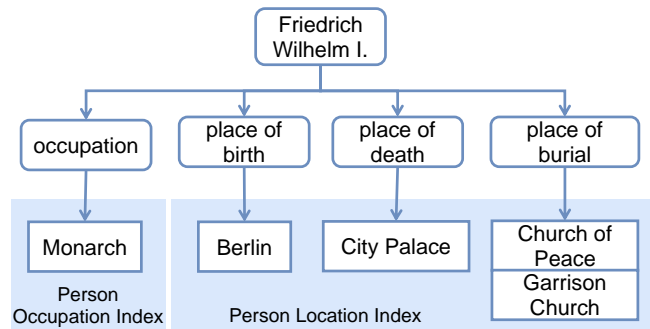 Friedrich
Wilhelm I.
occupation
place of
birth
place of
death
place of
burial
Monarch
Berlin
City Palace
Church of
Peace
Garrison
Church
Person
Occupation Index
Person Location Index